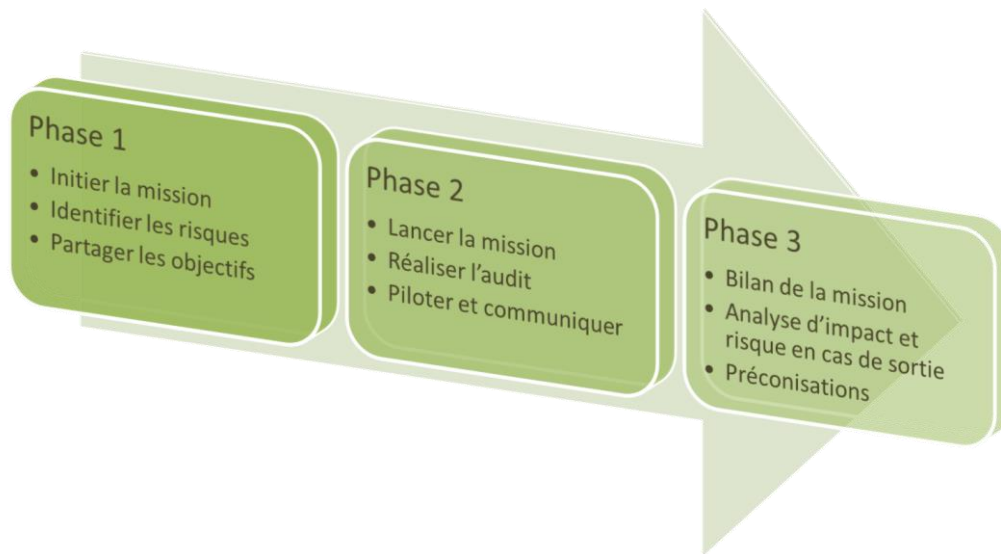 Phase 1
• Initier la mission
• Identifier les risques
• Partager les objectifs
Phase 2
• Lancer la mission
• Réaliser l'audit
• Piloter et communiquer
Phase 3
• Bilan de la mission
• Analyse d'impact et
risque en cas de sortie
• Préconisations